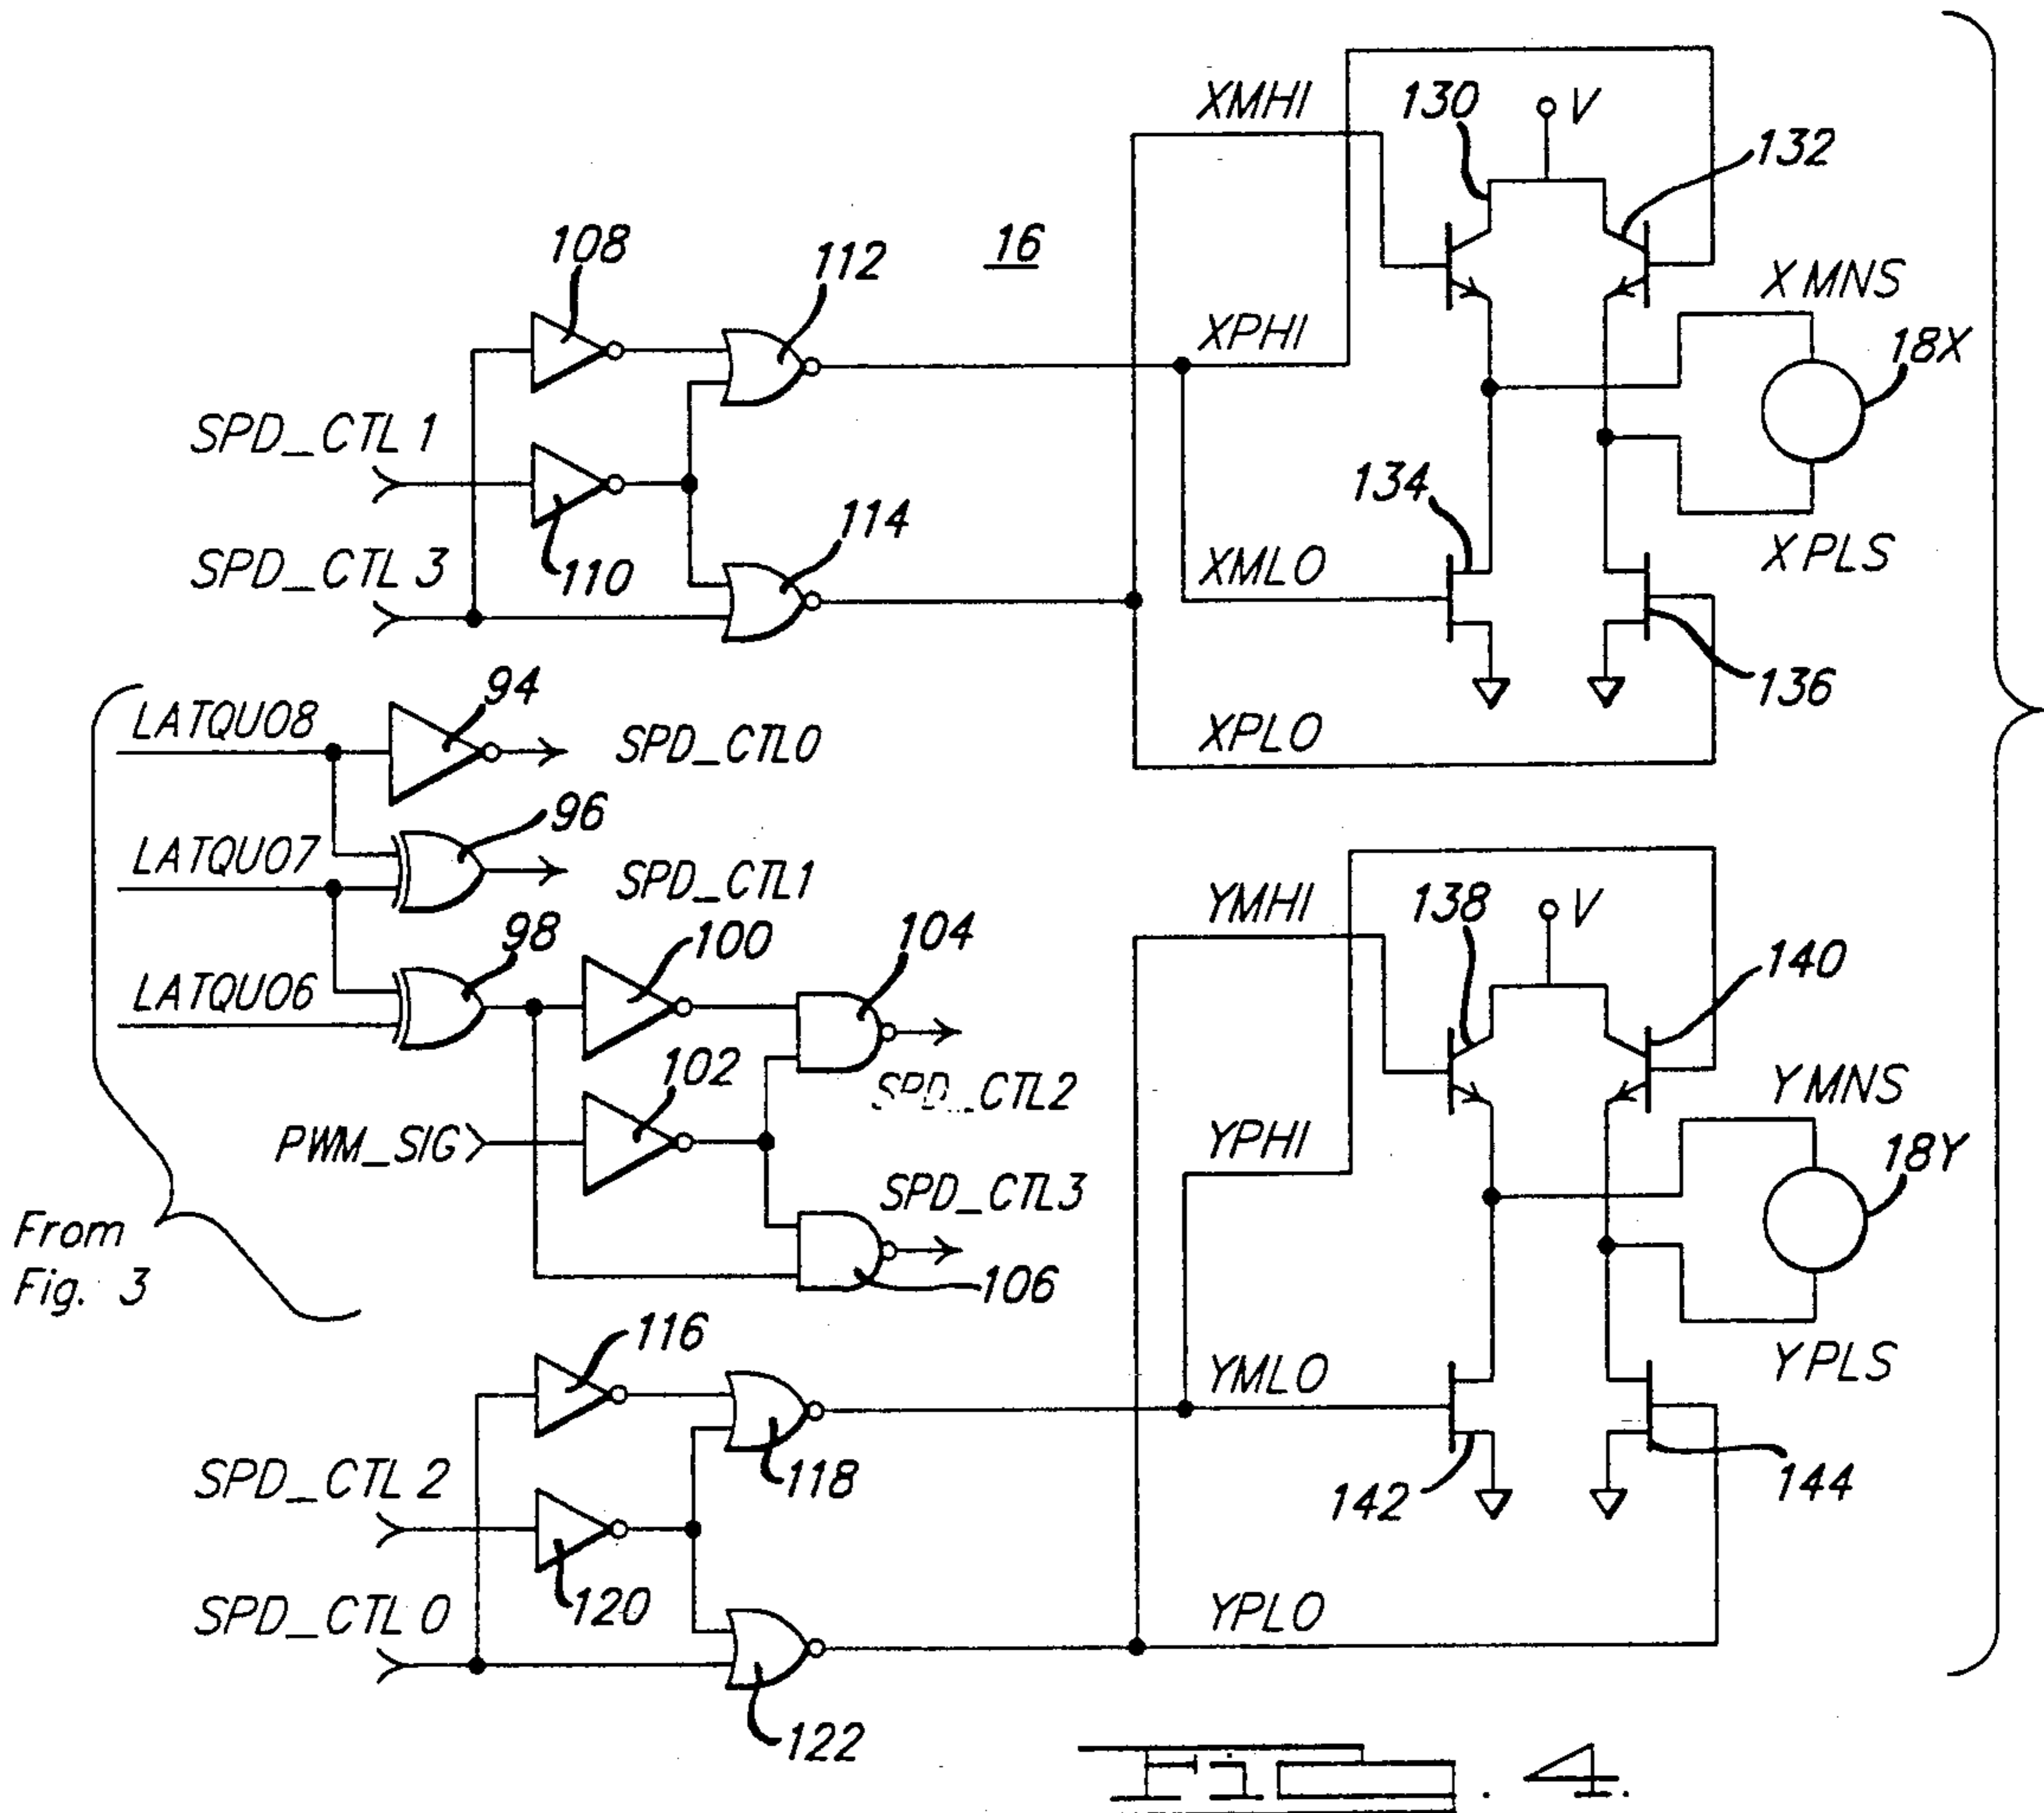 XMHI
130
V
132
108
112
16
XMNS
XPHI
18X
SPD_CTL 1
134
114
SPD_CTL 3
110
XMLO
XPLS
94
136
LATQU08
SPD_CTL0
XPLO
96
LATQU07
SPD_CTL1
YMHI
138
V
98
100
104
140
LATQU06
102
SPD_CTL2
YMNS
PWM_SIG
YPHI
18Y
SPD_CTL3
From
Fig. 3
106
116
YMLO
YPLS
118
SPD_CTL 2
142
144
120
SPD_CTL 0
YPLO
122
Fig. 4.